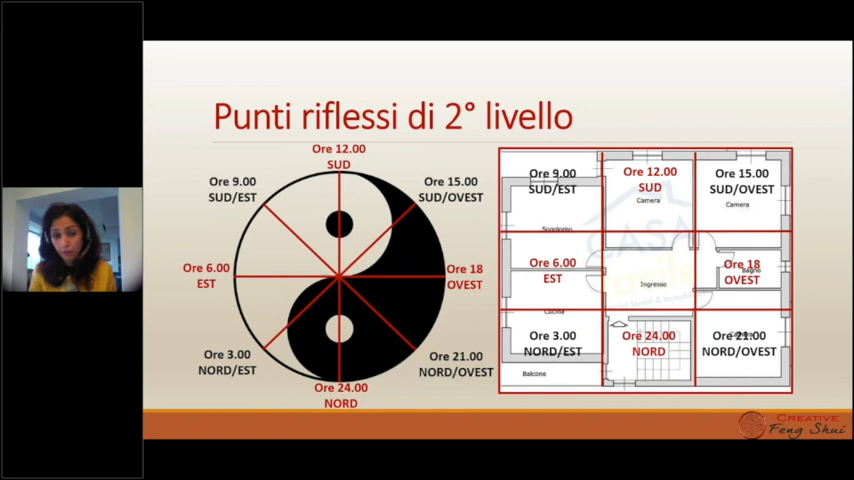 Punti riflessi di 2° livello
Ore 12.00
SUD
Ore 9.00
SUD/EST
Ore 15.00
SUD/OVEST
Ore 6.00
EST
Ore 18
OVEST
Ore 3.00
NORD/EST
Ore 21.00
NORD/OVEST
Ore 24.00
NORD
Ore 9.00
SUD/EST
Soggiorno
Ore 12.00
SUD
Camera
Ore 15.00
SUD/OVEST
Camera
CASA
Ore 6.00
EST
Ingresso
Ore 18
Bagno
OVEST
Cucina
Ore 3.00
NORD/EST
Balcone
Ore 24.00
NORD
Ore 21.00
NORD/OVEST
CREATIVE
Feng Shui